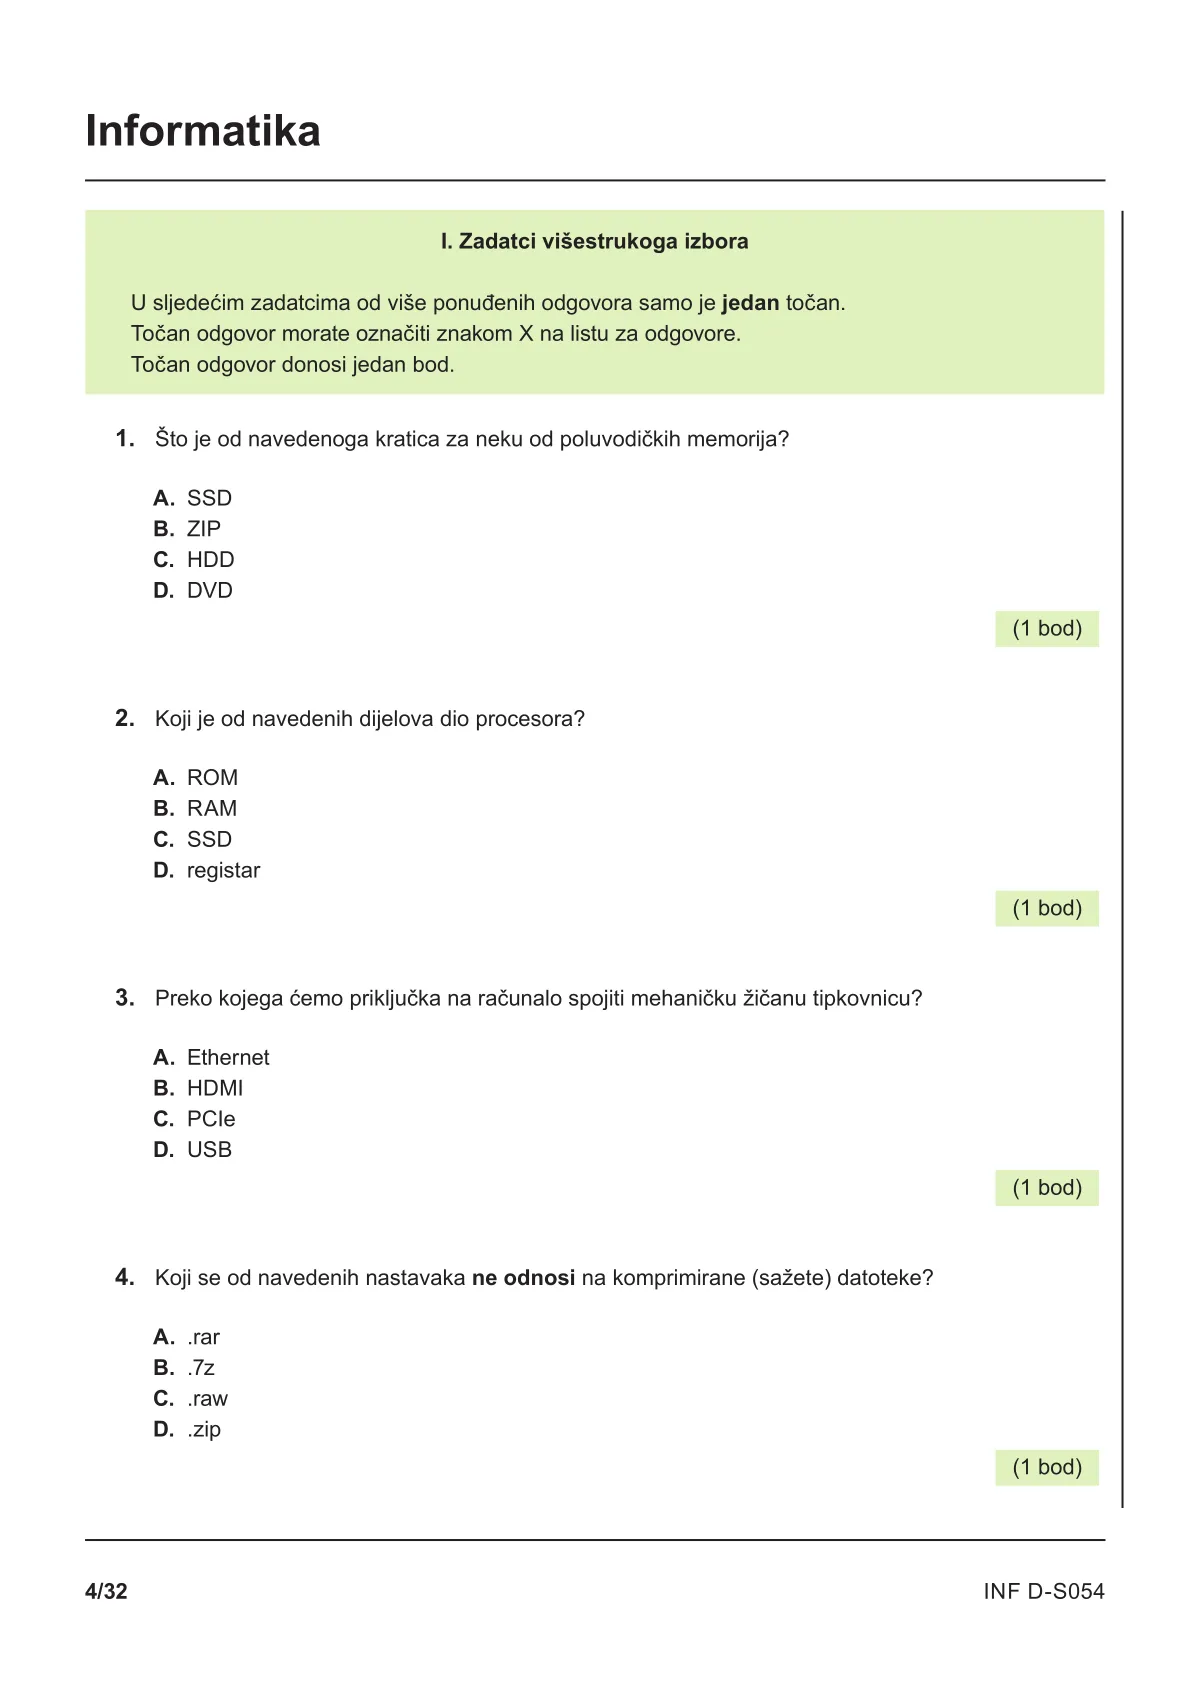 Informatika
I. Zadatci višestrukoga izbora
U sljedećim zadatcima od više ponuđenih odgovora samo je jedan točan.
Točan odgovor morate označiti znakom X na listu za odgovore.
Točan odgovor donosi jedan bod.
1. Što je od navedenoga kratica za neku od poluvodičkih memorija?
A. SSD
B. ZIP
C. HDD
D. DVD
(1 bod)
2. Koji je od navedenih dijelova dio procesora?
A. ROM
B. RAM
C. SSD
D. registar
(1 bod)
3. Preko kojega ćemo priključka na računalo spojiti mehaničku žičanu tipkovnicu?
A. Ethernet
B. HDMI
C. PCIe
D. USB
(1 bod)
4. Koji se od navedenih nastavaka ne odnosi na komprimirane (sažete) datoteke?
A. .rar
B. .7z
C. .raw
D. .zip
(1 bod)
4/32
INF D-S054